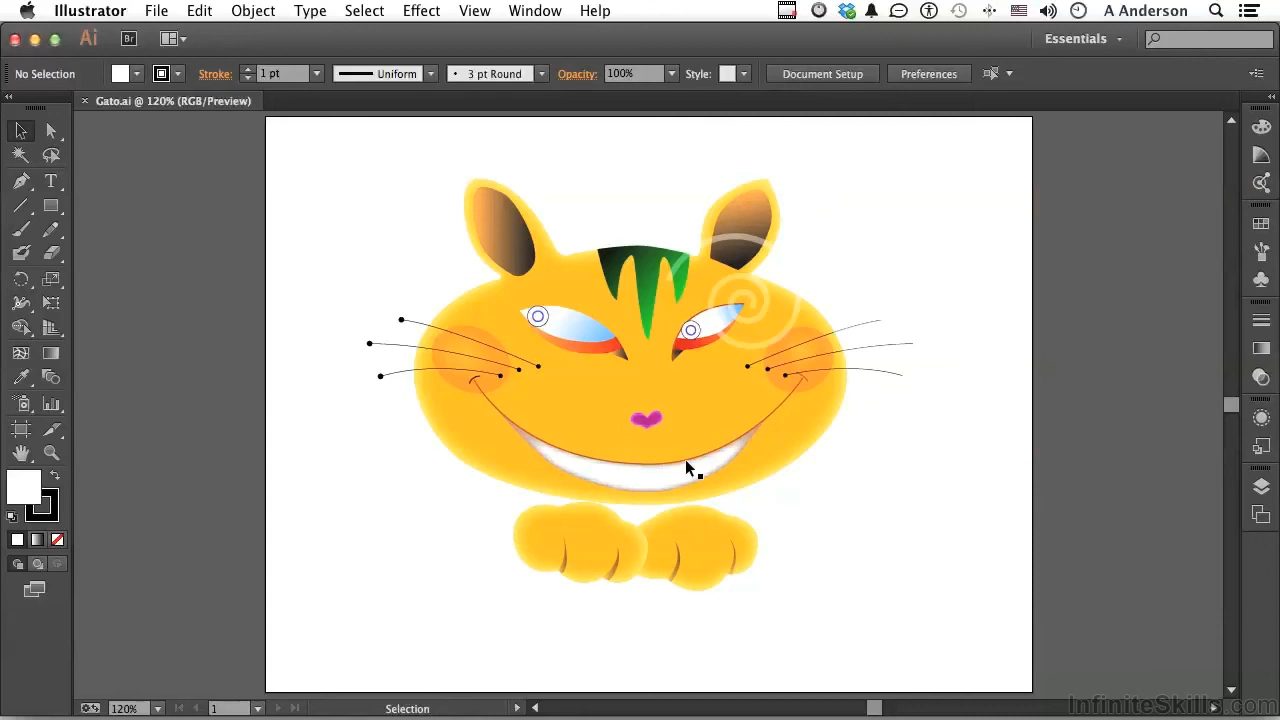 Illustrator File Edit Object Type Select Effect View Window Help A Anderson
Ai Br Essentials
No Selection Stroke: 1 pt Uniform 3 pt Round Opacity: 100% Style: Document Setup Preferences
× Gato.ai @ 120% (RGB/Preview)
T
120% 1 Selection
InfiniteSkills.com